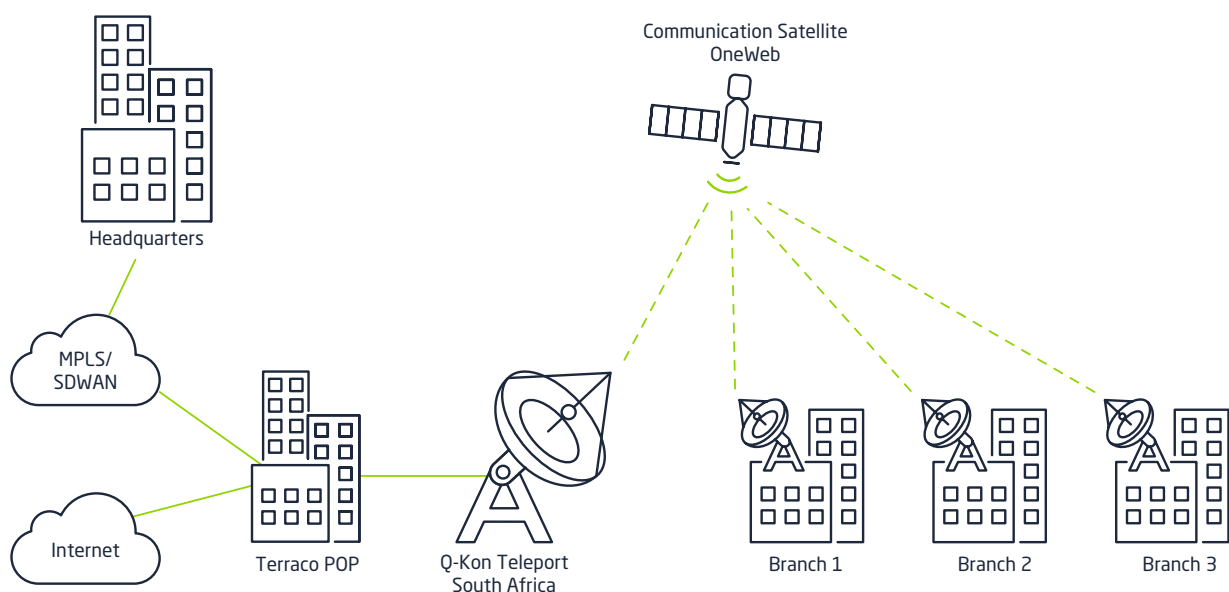 Communication Satellite
OneWeb
Headquarters
MPLS/
SDWAN
Internet
Terraco POP
Q-Kon Teleport
South Africa
Branch 1
Branch 2
Branch 3